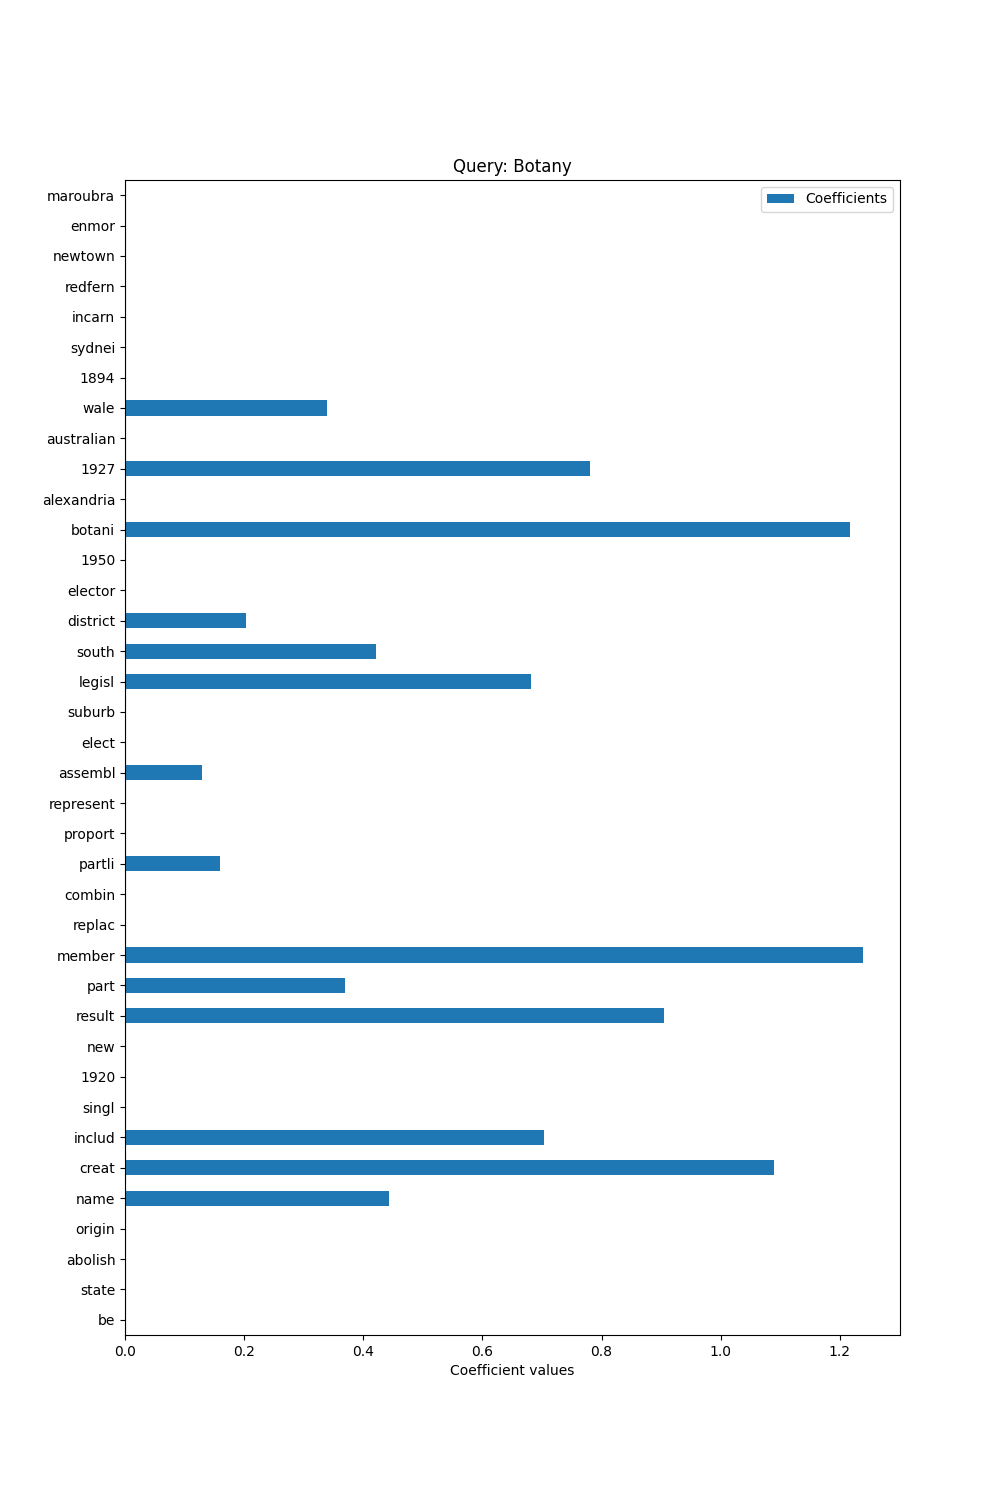 Query: Botany
Coefficients
maroubra
enmor
newtown
redfern
incarn
sydnei
1894
wale
australian
1927
alexandria
botani
1950
elector
district
south
legisl
suburb
elect
assembl
represent
proport
partli
combin
replac
member
part
result
new
1920
singl
includ
creat
name
origin
abolish
state
be
0.0 0.2 0.4 0.6 0.8 1.0 1.2
Coefficient values